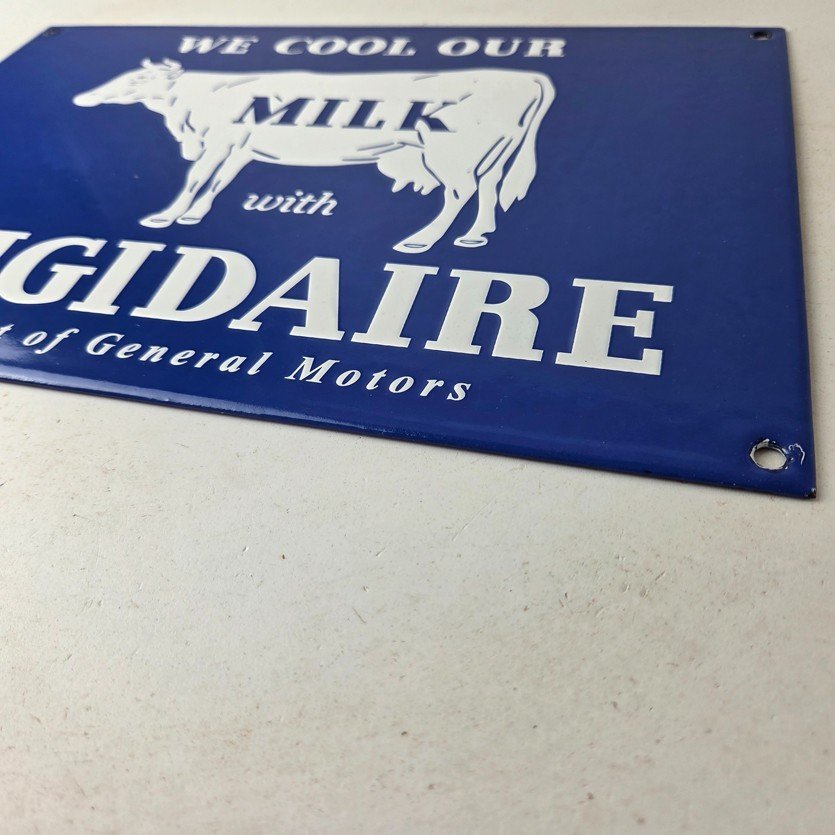 WE COOL OUR
MILK
with
IGIDAIRE
t of General Motors